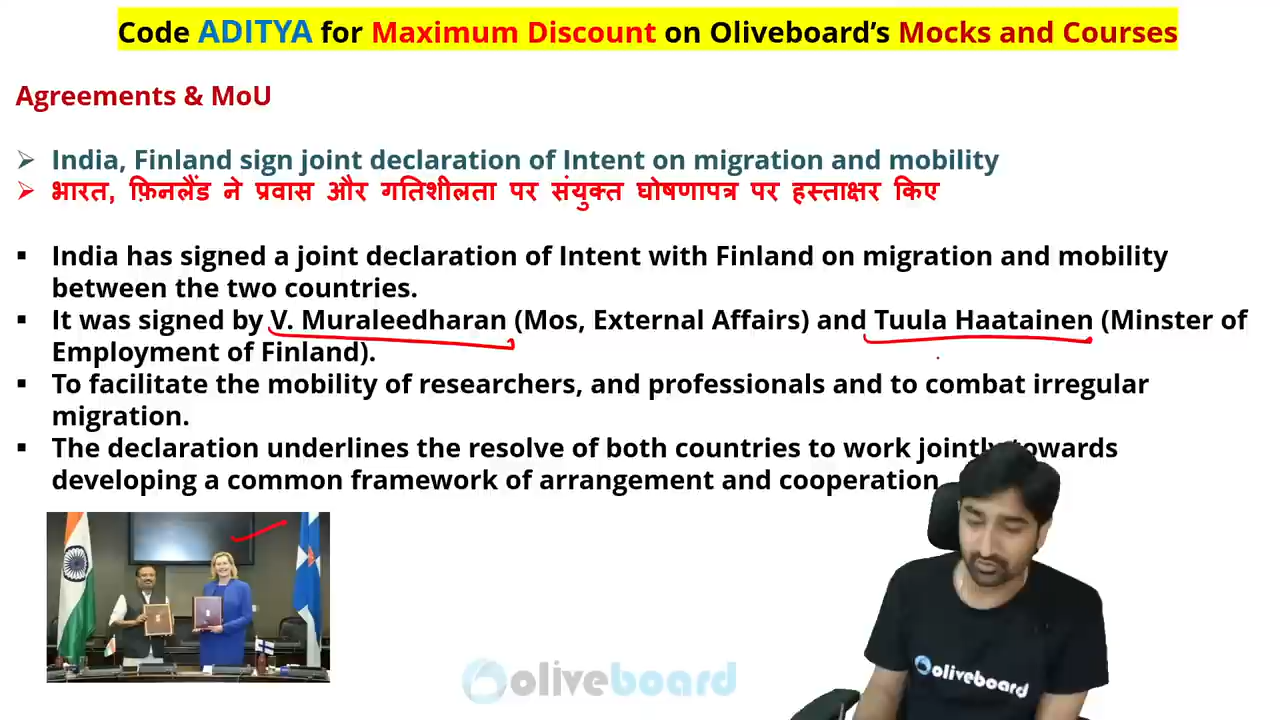 Code ADITYA for Maximum Discount on Oliveboard’s Mocks and Courses
Agreements & MoU
India, Finland sign joint declaration of Intent on migration and mobility
भारत, फ़िनलैंड ने प्रवास और गतिशीलता पर संयुक्त घोषणापत्र पर हस्ताक्षर किए
India has signed a joint declaration of Intent with Finland on migration and mobility
between the two countries.
It was signed by V. Muraleedharan (Mos, External Affairs) and Tuula Haatainen (Minster of
Employment of Finland).
To facilitate the mobility of researchers, and professionals and to combat irregular
migration.
The declaration underlines the resolve of both countries to work jointly towards
developing a common framework of arrangement and cooperation
oliveboard
oliveboard